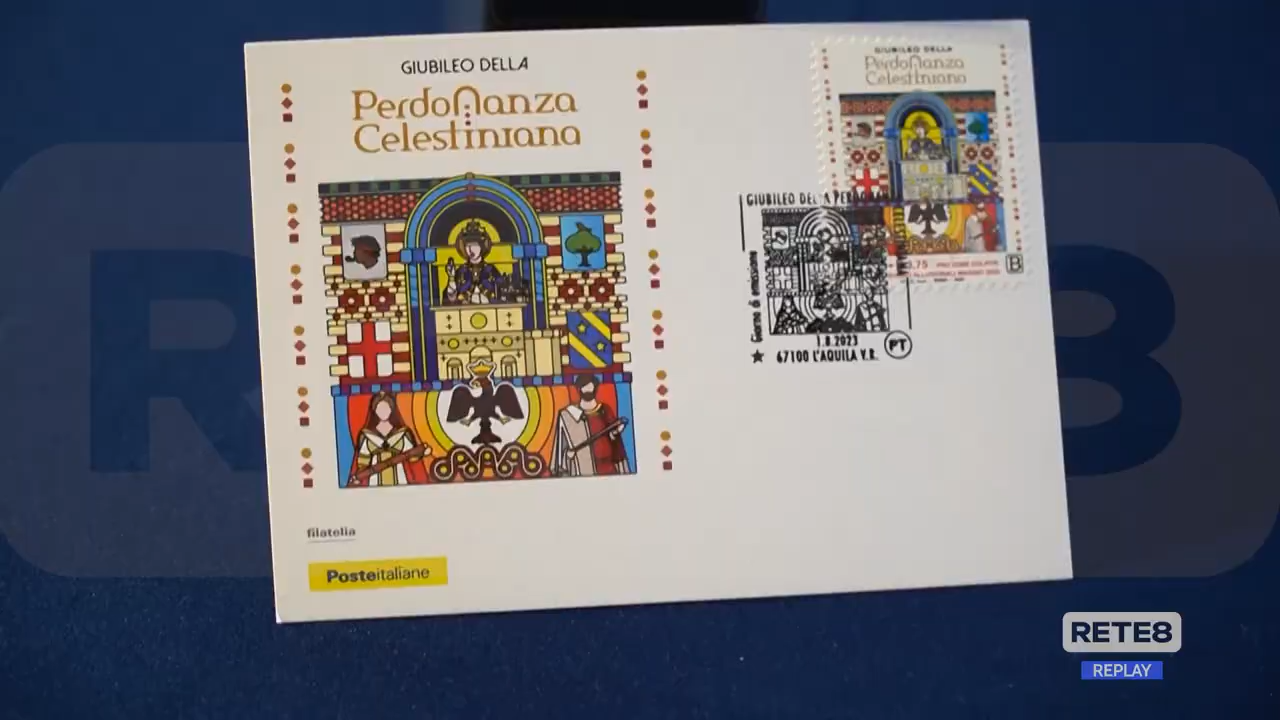 GIUBILEO DELLA
PerdoNanza
Celestiniana
filatelia
Posteitaliane
GIUBILEO DELLA
PerdoNanza
Celestiniana
B
GIUBILEO DELLA
Giorno di emissione
1.8.2023
67100 L'AQUILA V.R.
PT
RETE8
REPLAY